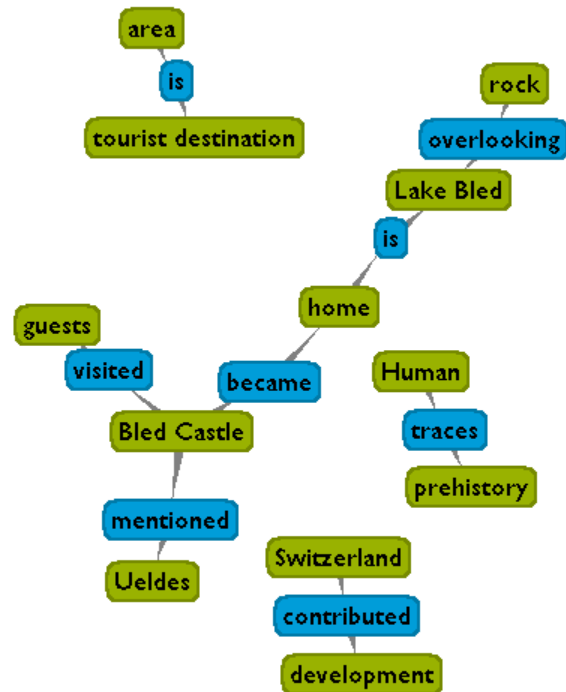 area
is
tourist destination
rock
overlooking
Lake Bled
is
home
became
guests
visited
Bled Castle
mentioned
Ueldes
Human
traces
prehistory
Switzerland
contributed
development